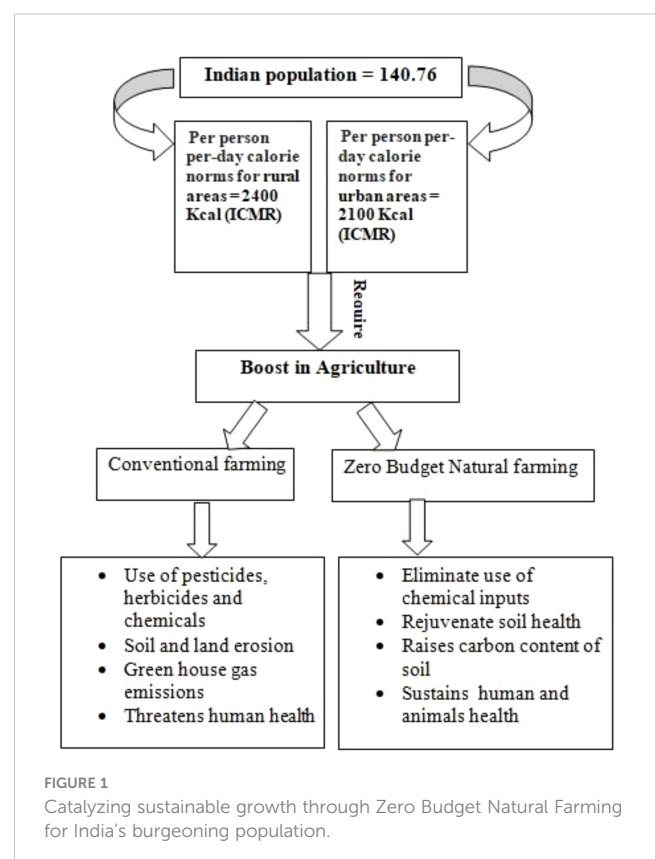 Indian population = 140.76
Per person
per-day calorie
norms for rural
areas =2400
Kcal (ICMR)
Per person per-
day calorie
norms for
urban areas =
2100 Kcal
(ICMR)
Require
Boost in Agriculture
Conventional farming
Zero Budget Natural farming
• Use of pesticides,
herbicides and
chemicals
• Soil and land erosion
• Green house gas
emissions
• Threatens human health
• Eliminate use of
chemical inputs
• Rejuvenate soil health
• Raises carbon content of
soil
• Sustains human and
animals health
FIGURE 1
Catalyzing sustainable growth through Zero Budget Natural Farming
for India's burgeoning population.